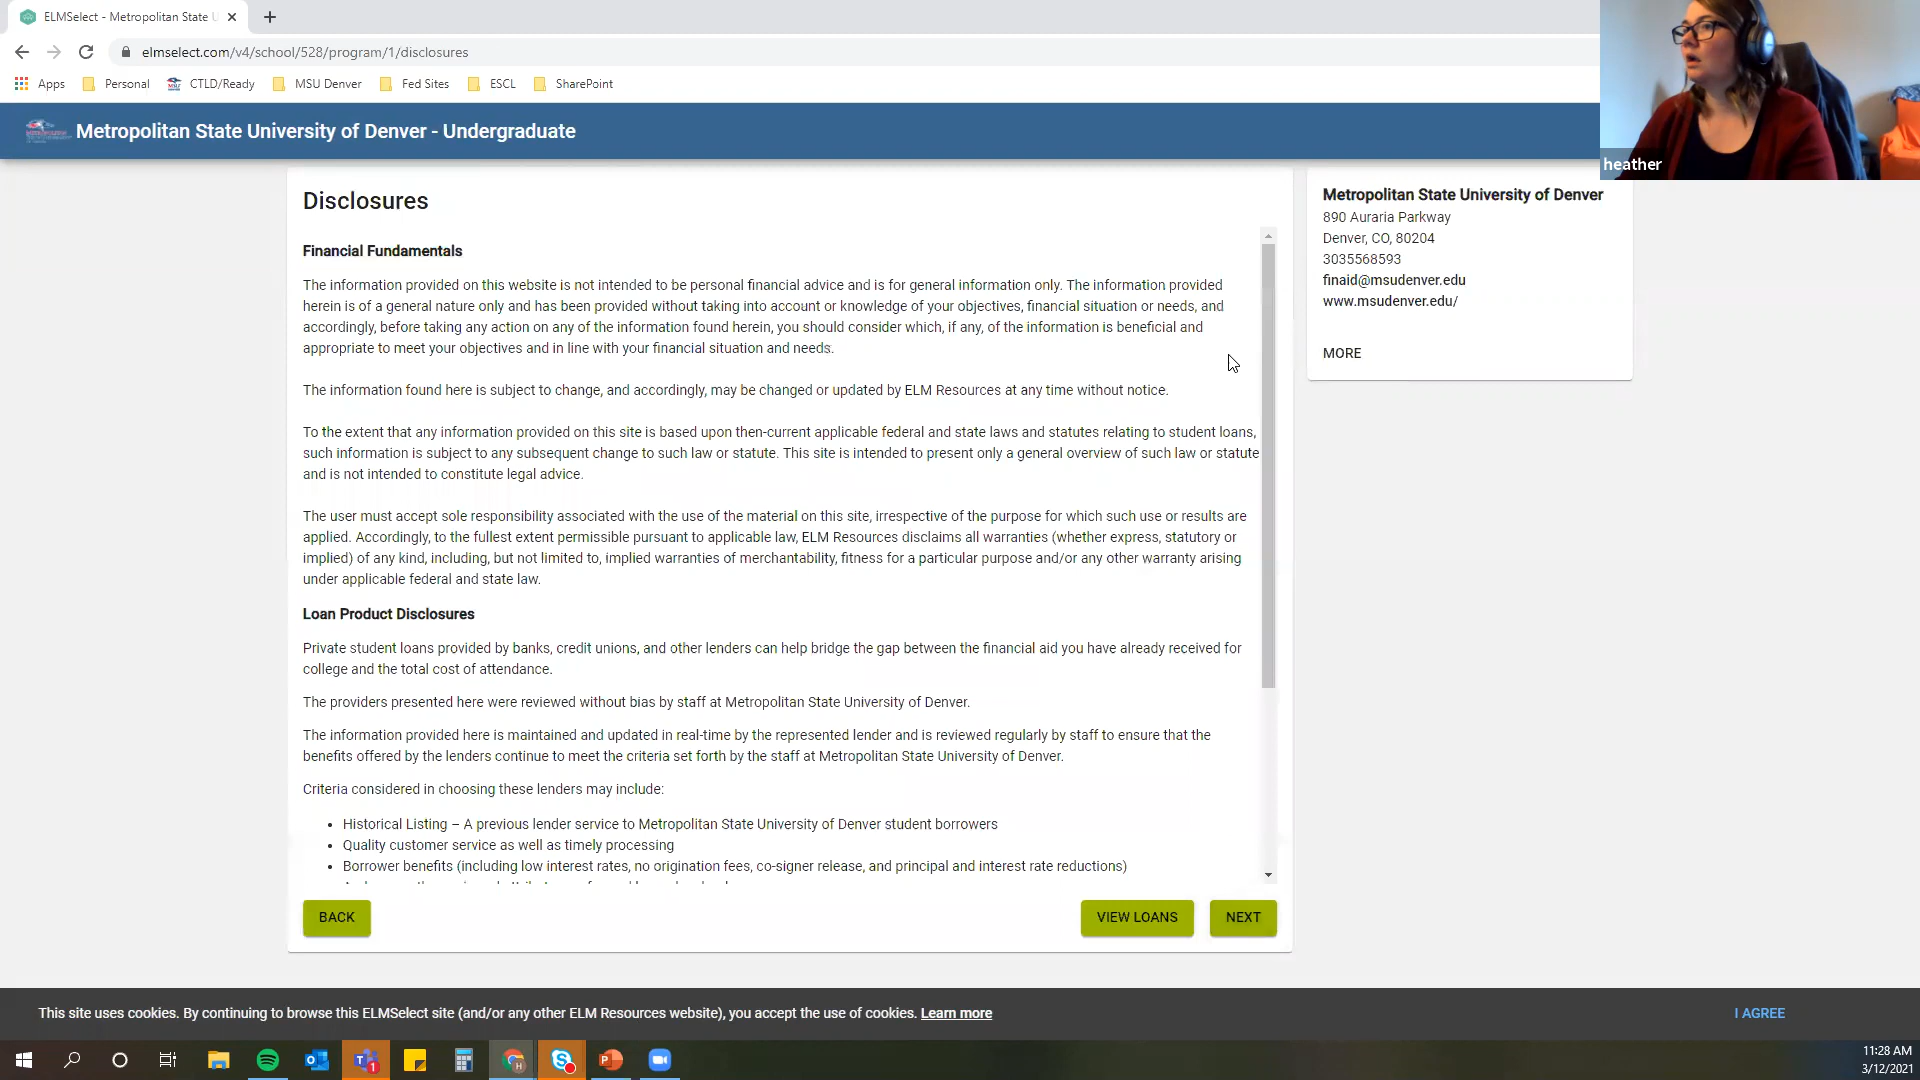 ELMSelect - Metropolitan State U
elmselect.com/v4/school/528/program/1/disclosures
Apps Personal CTLD/Ready MSU Denver Fed Sites ESCL SharePoint
heather
Metropolitan State University of Denver - Undergraduate
Disclosures
Financial Fundamentals
The information provided on this website is not intended to be personal financial advice and is for general information only. The information provided
herein is of a general nature only and has been provided without taking into account or knowledge of your objectives, financial situation or needs, and
accordingly, before taking any action on any of the information found herein, you should consider which, if any, of the information is beneficial and
appropriate to meet your objectives and in line with your financial situation and needs.
The information found here is subject to change, and accordingly, may be changed or updated by ELM Resources at any time without notice.
To the extent that any information provided on this site is based upon then-current applicable federal and state laws and statutes relating to student loans,
such information is subject to any subsequent change to such law or statute. This site is intended to present only a general overview of such law or statute
and is not intended to constitute legal advice.
The user must accept sole responsibility associated with the use of the material on this site, irrespective of the purpose for which such use or results are
applied. Accordingly, to the fullest extent permissible pursuant to applicable law, ELM Resources disclaims all warranties (whether express, statutory or
implied) of any kind, including, but not limited to, implied warranties of merchantability, fitness for a particular purpose and/or any other warranty arising
under applicable federal and state law.
Loan Product Disclosures
Private student loans provided by banks, credit unions, and other lenders can help bridge the gap between the financial aid you have already received for
college and the total cost of attendance.
The providers presented here were reviewed without bias by staff at Metropolitan State University of Denver.
The information provided here is maintained and updated in real-time by the represented lender and is reviewed regularly by staff to ensure that the
benefits offered by the lenders continue to meet the criteria set forth by the staff at Metropolitan State University of Denver.
Criteria considered in choosing these lenders may include:
• Historical Listing – A previous lender service to Metropolitan State University of Denver student borrowers
• Quality customer service as well as timely processing
• Borrower benefits (including low interest rates, no origination fees, co-signer release, and principal and interest rate reductions)
BACK
VIEW LOANS
NEXT
Metropolitan State University of Denver
890 Auraria Parkway
Denver, CO, 80204
3035568593
finaid@msudenver.edu
www.msudenver.edu/
MORE
This site uses cookies. By continuing to browse this ELMSelect site (and/or any other ELM Resources website), you accept the use of cookies. Learn more
I AGREE
11:28 AM
3/12/2021